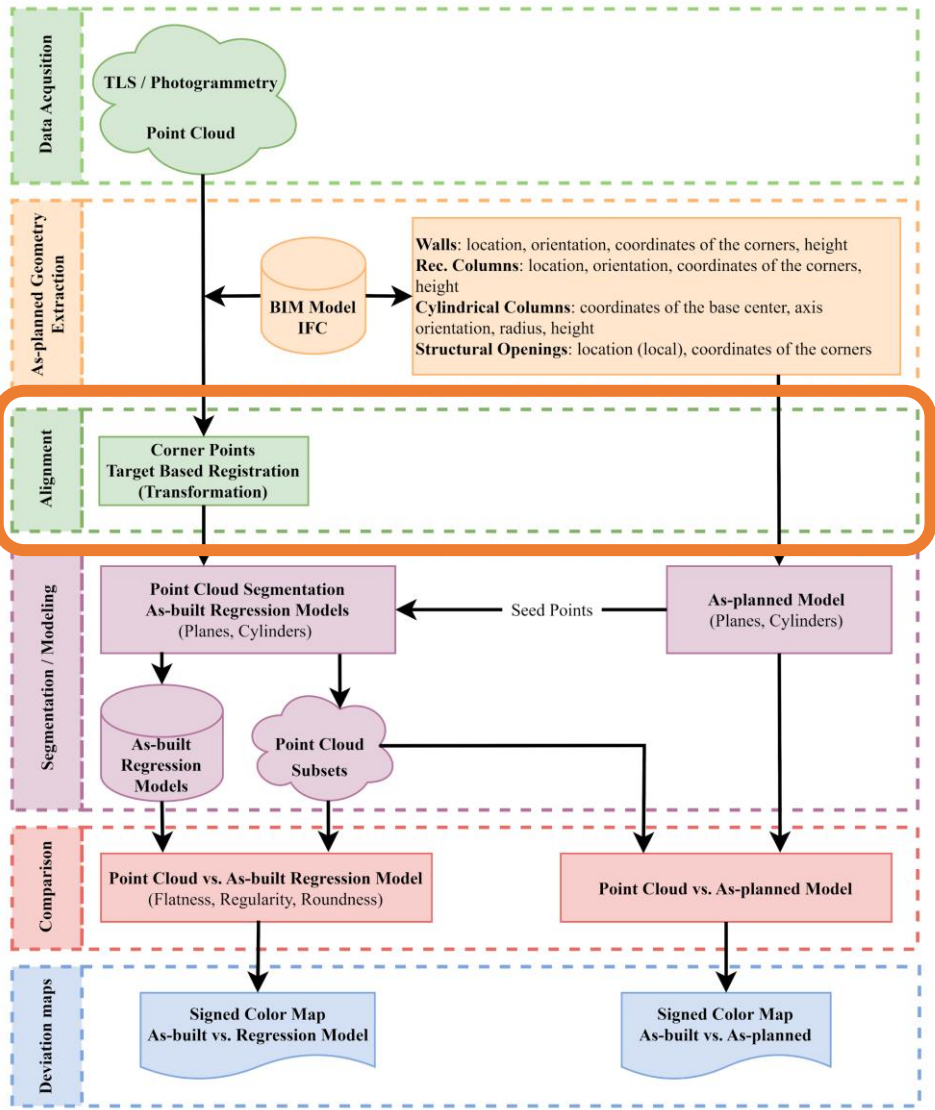 Data Acqusition
TLS / Photogrammetry
Point Cloud
As-planned Geometry
Extraction
BIM Model
IFC
Walls: location, orientation, coordinates of the corners, height
Rec. Columns: location, orientation, coordinates of the corners,
height
Cylindrical Columns: coordinates of the base center, axis
orientation, radius, height
Structural Openings: location (local), coordinates of the corners
Alignment
Corner Points
Target Based Registration
(Transformation)
Segmentation / Modeling
Point Cloud Segmentation
As-built Regression Models
(Planes, Cylinders)
Seed Points
As-planned Model
(Planes, Cylinders)
As-built
Regression
Models
Point Cloud
Subsets
Comparison
Point Cloud vs. As-built Regression Model
(Flatness, Regularity, Roundness)
Point Cloud vs. As-planned Model
Deviation maps
Signed Color Map
As-built vs. Regression Model
Signed Color Map
As-built vs. As-planned